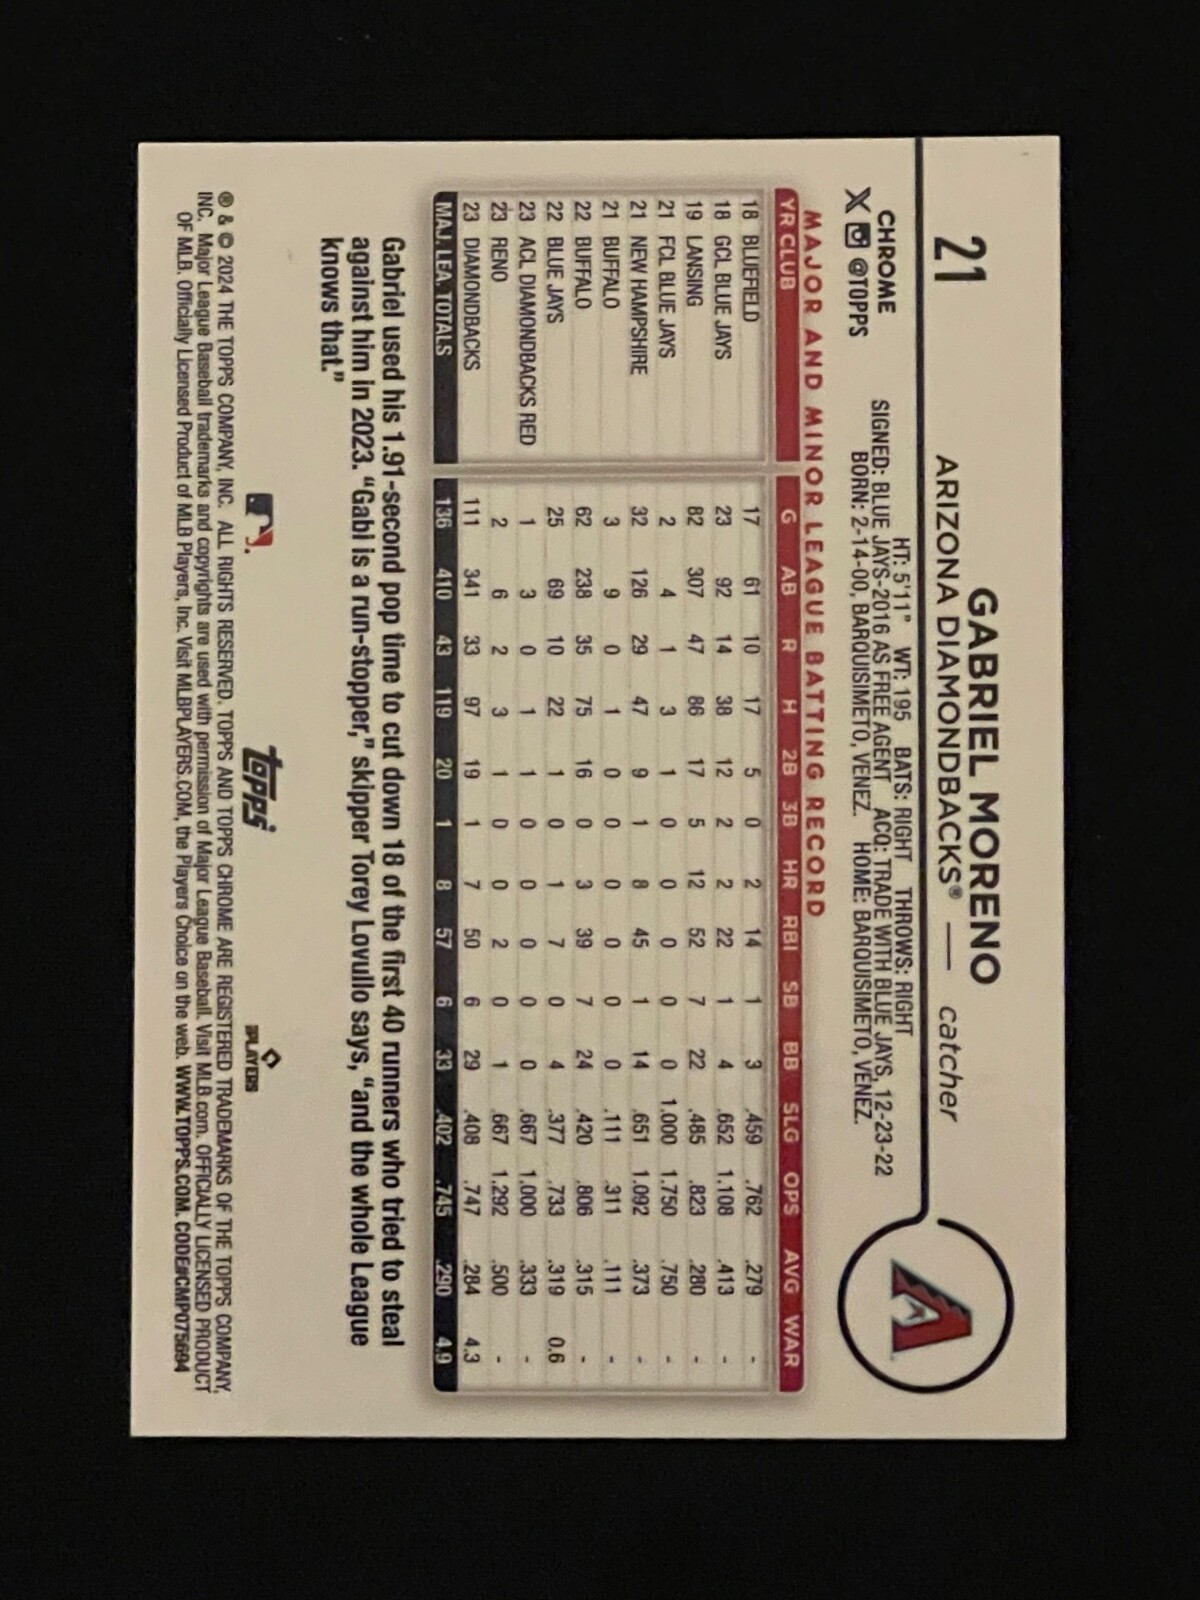 21
GABRIEL MORENO
ARIZONA DIAMONDBACKS® — catcher
CHROME
@TOPPS
HT: 5'11" WT: 195 BATS: RIGHT THROWS: RIGHT
SIGNED: BLUE JAYS-2016 AS FREE AGENT ACQ: TRADE WITH BLUE JAYS, 12-23-22
BORN: 2-14-00, BARQUISIMETO, VENEZ. HOME: BARQUISIMETO, VENEZ.
MAJOR AND MINOR LEAGUE BATTING RECORD
YR CLUB G AB R H 2B 3B HR RBI SB BB SLG OPS AVG WAR
18 BLUEFIELD 17 61 10 17 5 0 2 14 1 3 .459 .762 .279 -
18 GCL BLUE JAYS 23 92 14 38 12 2 2 22 1 4 .652 1.108 .413 -
19 LANSING 82 307 47 86 17 5 12 52 7 22 .485 .823 .280 -
21 FCL BLUE JAYS 2 4 1 3 1 0 0 0 0 0 1.000 1.750 .750 -
21 NEW HAMPSHIRE 32 126 29 47 9 1 8 45 1 14 .651 1.092 .373 -
21 BUFFALO 3 9 0 1 0 0 0 0 0 0 .111 .311 .111 -
22 BUFFALO 62 238 35 75 16 0 3 39 7 24 .420 .806 .315 -
22 BLUE JAYS 25 69 10 22 1 0 1 7 0 4 .377 .733 .319 0.6
23 ACL DIAMONDBACKS RED 1 3 0 1 1 0 0 0 0 0 .667 1.000 .333 -
23 RENO 2 6 2 3 1 0 0 2 0 1 .667 1.292 .500 -
23 DIAMONDBACKS 111 341 33 97 19 1 7 50 6 29 .408 .747 .284 4.3
MAJ. LEA. TOTALS 136 410 43 119 20 1 8 57 6 33 .402 .745 .290 4.9
Gabriel used his 1.91-second pop time to cut down 18 of the first 40 runners who tried to steal
against him in 2023. "Gabi is a run-stopper," skipper Torey Lovullo says, "and the whole League
knows that."
topps
PLAYERS
® & © 2024 THE TOPPS COMPANY, INC. ALL RIGHTS RESERVED. TOPPS AND TOPPS CHROME ARE REGISTERED TRADEMARKS OF THE TOPPS COMPANY,
INC. Major League Baseball trademarks and copyrights are used with permission of Major League Baseball. Visit MLB.com. OFFICIALLY LICENSED PRODUCT
OF MLB. Officially Licensed Product of MLB Players, Inc. Visit MLBPLAYERS.COM, the Players Choice on the web. WWW.TOPPS.COM. CODE#CMP075694